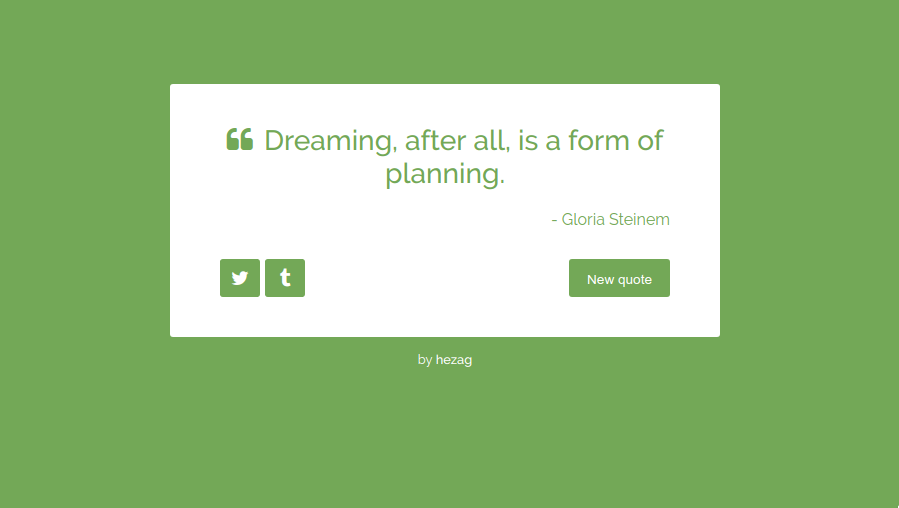 Dreaming, after all, is a form of
planning.
- Gloria Steinem
New quote
by hezag